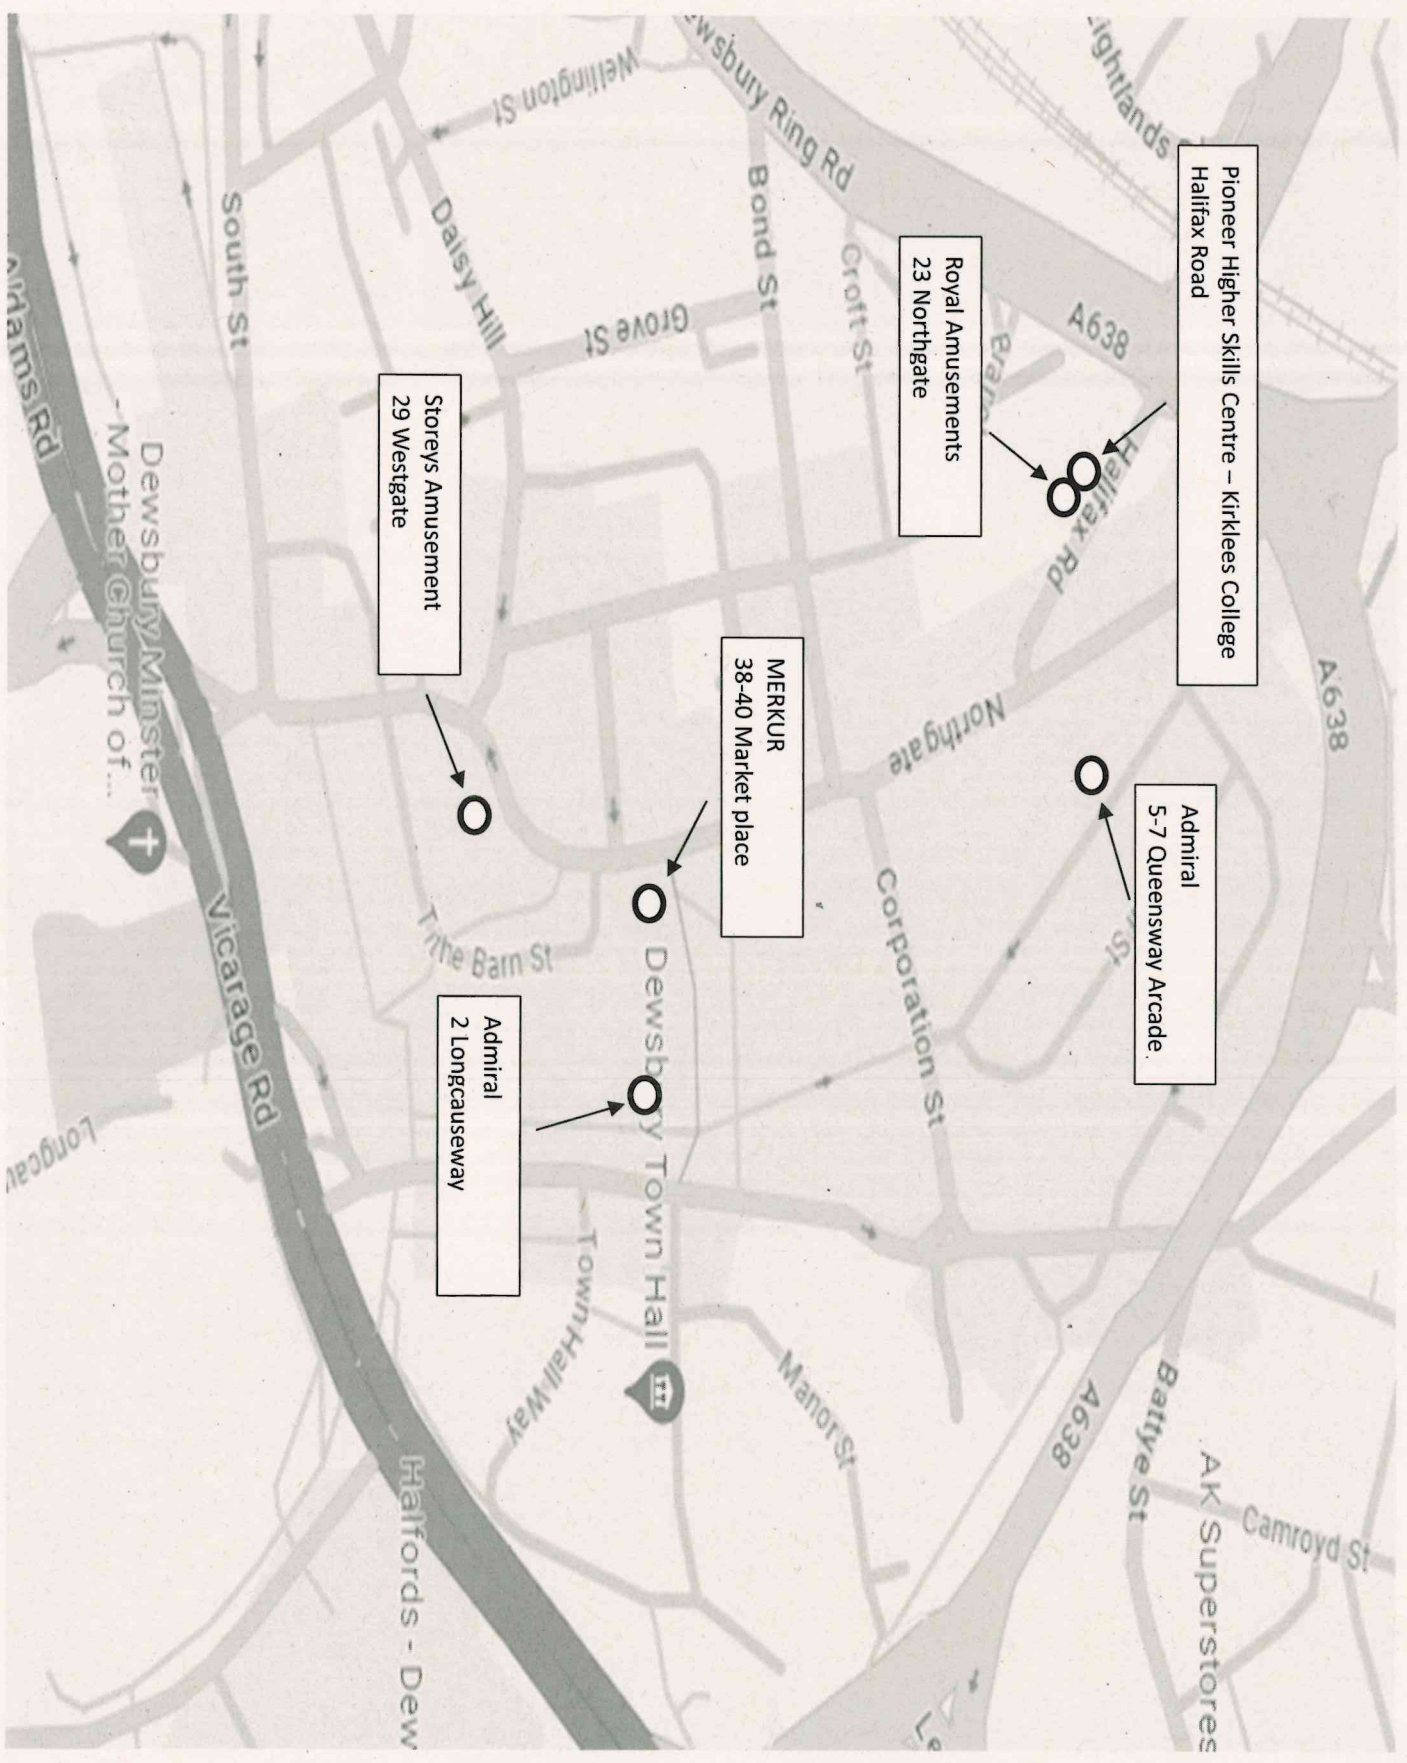 Pioneer Higher Skills Centre – Kirklees College
Halifax Road
Royal Amusements
23 Northgate
Admiral
5-7 Queensway Arcade
MERKUR
38-40 Market place
Storeys Amusement
29 Westgate
Admiral
2 Longcauseway
A638
A638
A638
Ring Rd
Halifax Rd
Northgate
Croft St
Bond St
Grove St
Wellington St
Daisy Hill
South St
Corporation St
St
Tithe Barn St
Dewsbury Town Hall
Town Hall Way
Manor St
Battye St
Camroyd St
AK Superstores
Dewsbury Minster
- Mother Church of...
Vicarage Rd
Aldams Rd
Halfords - Dew